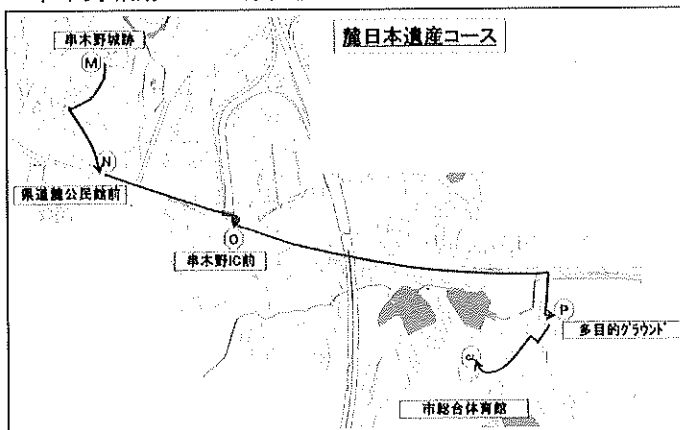 麓日本遺産コース
串木野城跡
M
N
県道麓公民館前
O
串木野IC前
P
多目的グラウンド
市総合体育館